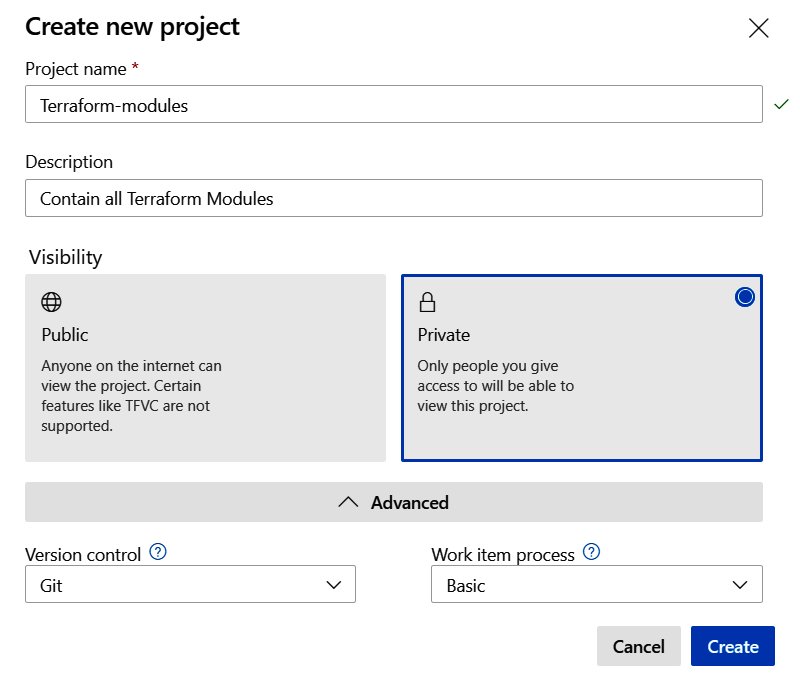 Create new project
Project name *
Terraform-modules
Description
Contain all Terraform Modules
Visibility
Public
Anyone on the internet can
view the project. Certain
features like TFVC are not
supported.
Private
Only people you give
access to will be able to
view this project.
Advanced
Version control ?
Git
Work item process ?
Basic
Cancel
Create